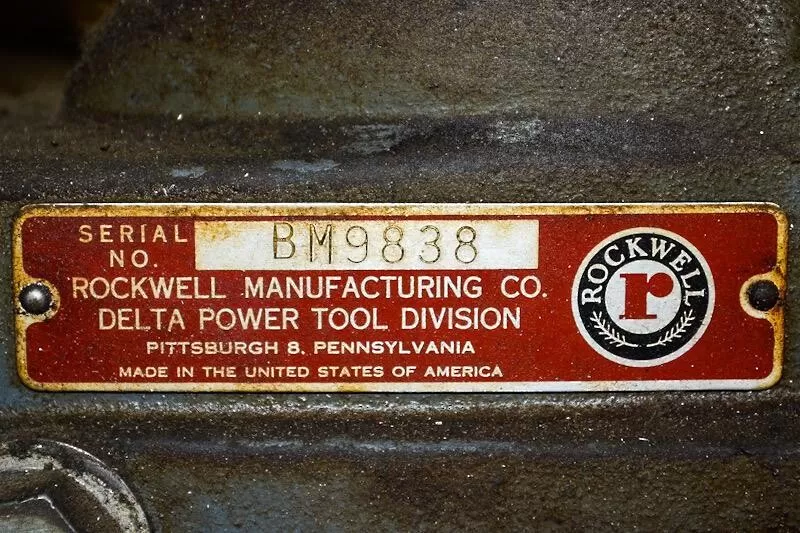 SERIAL NO. BM9838
ROCKWELL MANUFACTURING CO.
DELTA POWER TOOL DIVISION
PITTSBURGH 8, PENNSYLVANIA
MADE IN THE UNITED STATES OF AMERICA
ROCKWELL
r